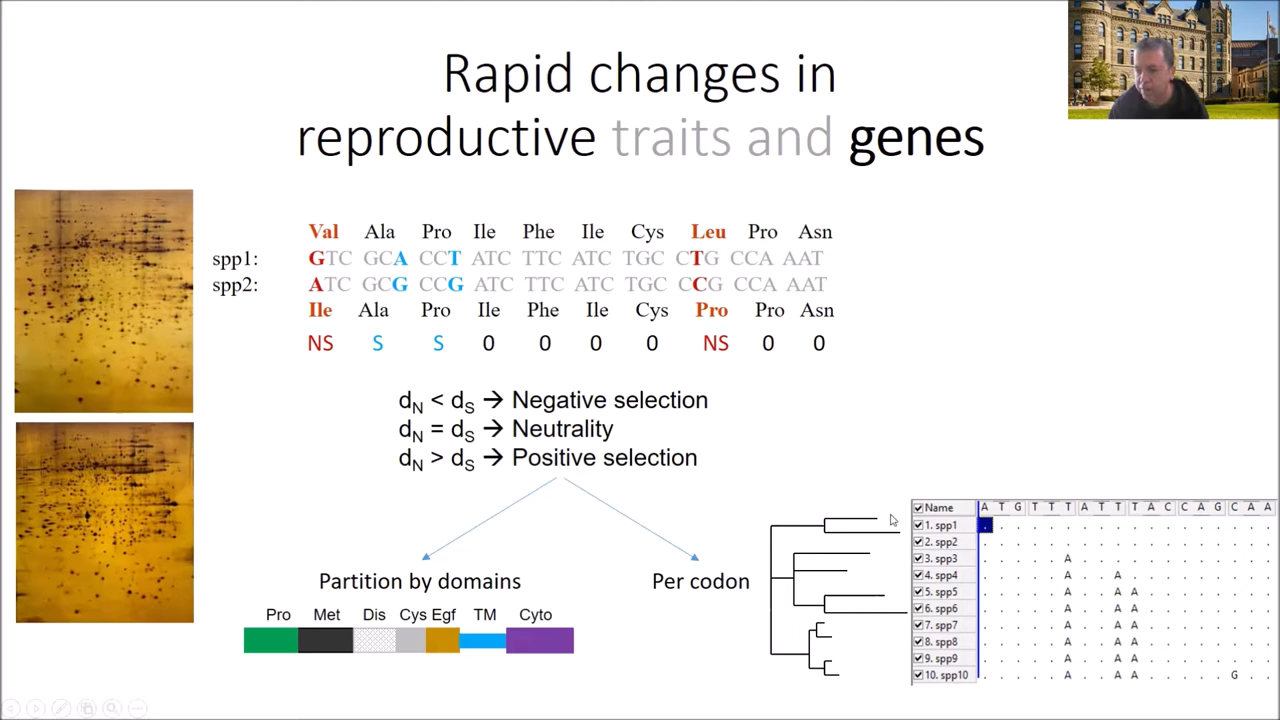 Rapid changes in
reproductive traits and genes
Val Ala Pro Ile Phe Ile Cys Leu Pro Asn
spp1: GTC GCA CCT ATC TTC ATC TGC CTG CCA AAT
spp2: ATC GCG CCG ATC TTC ATC TGC CCG CCA AAT
Ile Ala Pro Ile Phe Ile Cys Pro Pro Asn
NS S S 0 0 0 0 NS 0 0
dN < dS → Negative selection
dN = dS → Neutrality
dN > dS → Positive selection
Partition by domains
Per codon
Pro Met Dis Cys Egf TM Cyto
Name A T G T T T A T T T A C C A G C A A
1. spp1 . . . . . . . . . . . . . . . . . .
2. spp2 . . . . . . . . . . . . . . . . . .
3. spp3 . . . . . A . . . . . . . . . . . .
4. spp4 . . . . . A . . A . . . . . . . . .
5. spp5 . . . . . A . . A A . . . . . . . .
6. spp6 . . . . . A . . A A . . . . . . . .
7. spp7 . . . . . A . . A A . . . . . . . .
8. spp8 . . . . . A . . A A . . . . . . . .
9. spp9 . . . . . A . . A A . . . . . . . .
10. spp10 . . . . . A . . A A . . . . . G . .